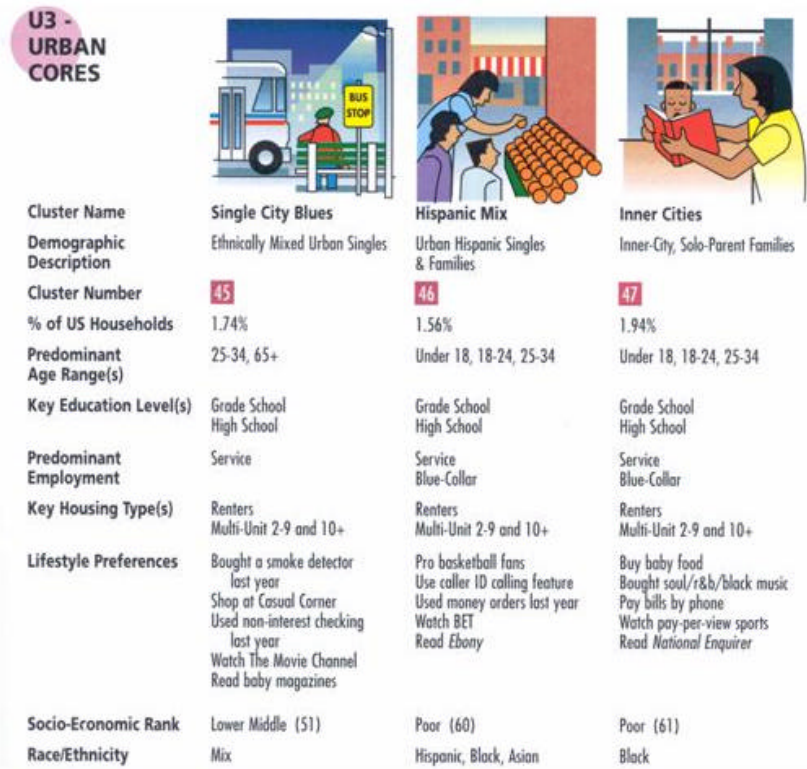 U3 -
URBAN
CORES
BUS
STOP
Cluster Name Single City Blues Hispanic Mix Inner Cities
Demographic Ethnically Mixed Urban Singles Urban Hispanic Singles Inner-City, Solo-Parent Families
Description & Families
Cluster Number 45 46 47
% of US Households 1.74% 1.56% 1.94%
Predominant 25-34, 65+ Under 18, 18-24, 25-34 Under 18, 18-24, 25-34
Age Range(s)
Key Education Level(s) Grade School Grade School Grade School
High School High School High School
Predominant Service Service Service
Employment Blue-Collar Blue-Collar
Key Housing Type(s) Renters Renters Renters
Multi-Unit 2-9 and 10+ Multi-Unit 2-9 and 10+ Multi-Unit 2-9 and 10+
Lifestyle Preferences Bought a smoke detector Pro basketball fans Buy baby food
last year Use caller ID calling feature Bought soul/r&b/black music
Shop at Casual Corner Used money orders last year Pay bills by phone
Used non-interest checking Watch BET Watch pay-per-view sports
last year Read Ebony Read National Enquirer
Watch The Movie Channel
Read baby magazines
Socio-Economic Rank Lower Middle (51) Poor (60) Poor (61)
Race/Ethnicity Mix Hispanic, Black, Asian Black